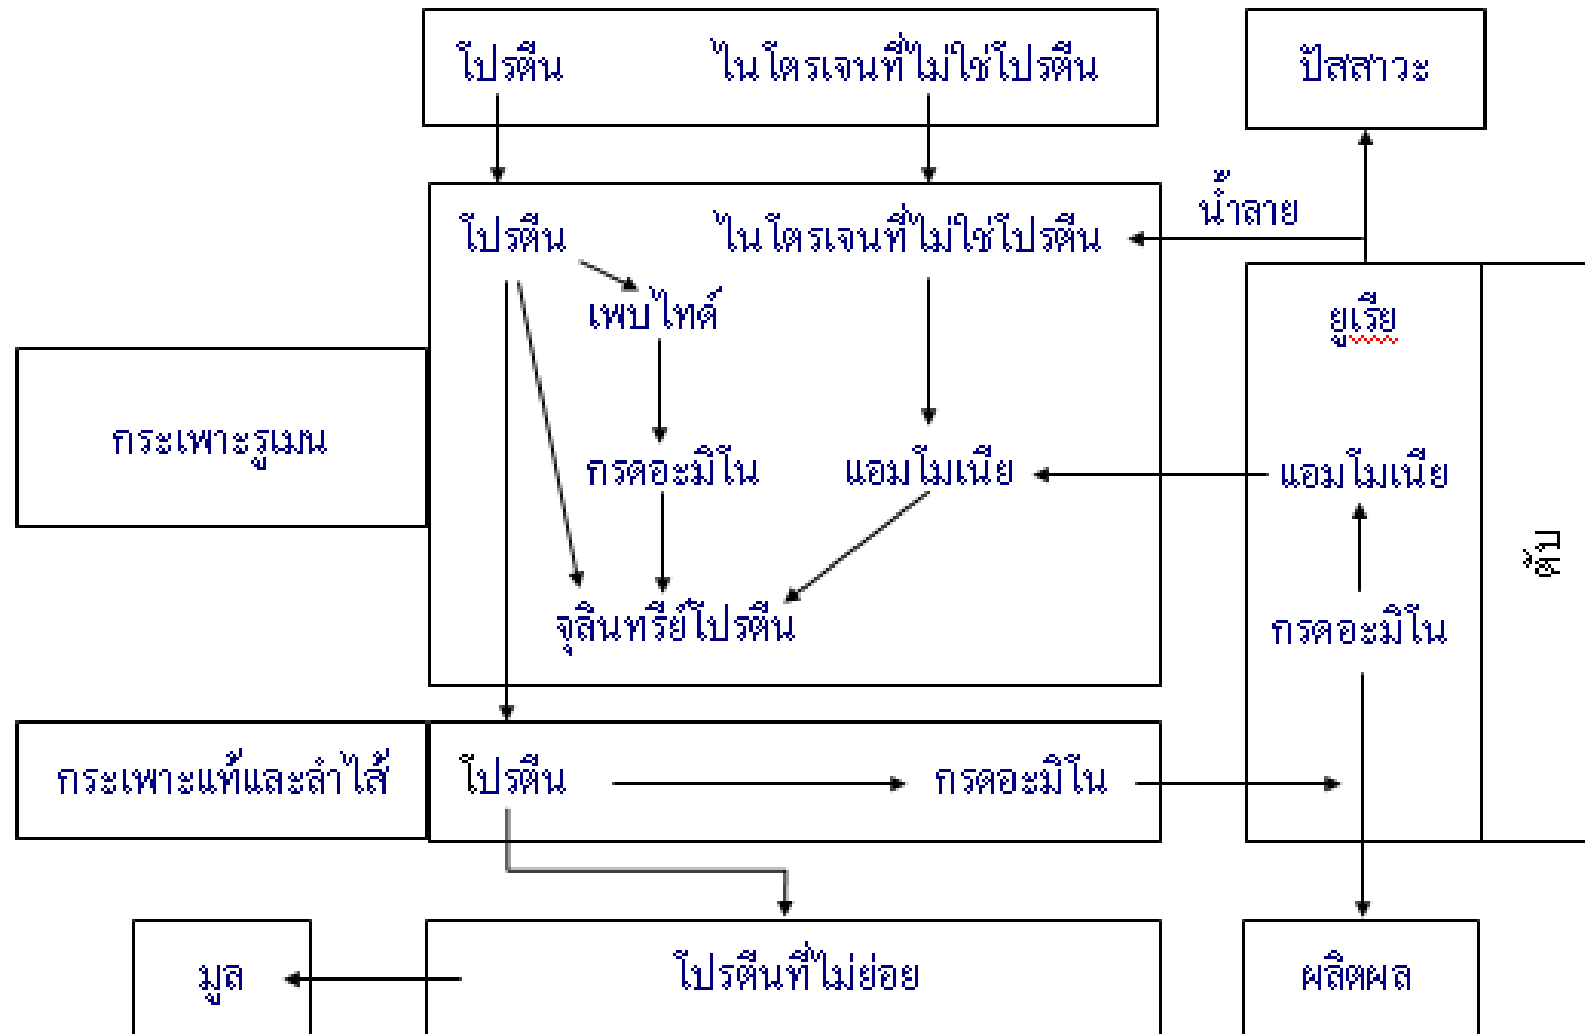 โปรตีน ไนโตรเจนที่ไม่ใช่โปรตีน ปัสสาวะ
น้ำลาย
โปรตีน ไนโตรเจนที่ไม่ใช่โปรตีน
เพบไทด์ ยูเรีย
กระเพาะรูเมน
กรดอะมิโน แอมโมเนีย แอมโมเนีย
ตับ
จุลินทรีย์โปรตีน กรดอะมิโน
กระเพาะแท้และลำไส้ โปรตีน กรดอะมิโน
มูล โปรตีนที่ไม่ย่อย ผลิตผล